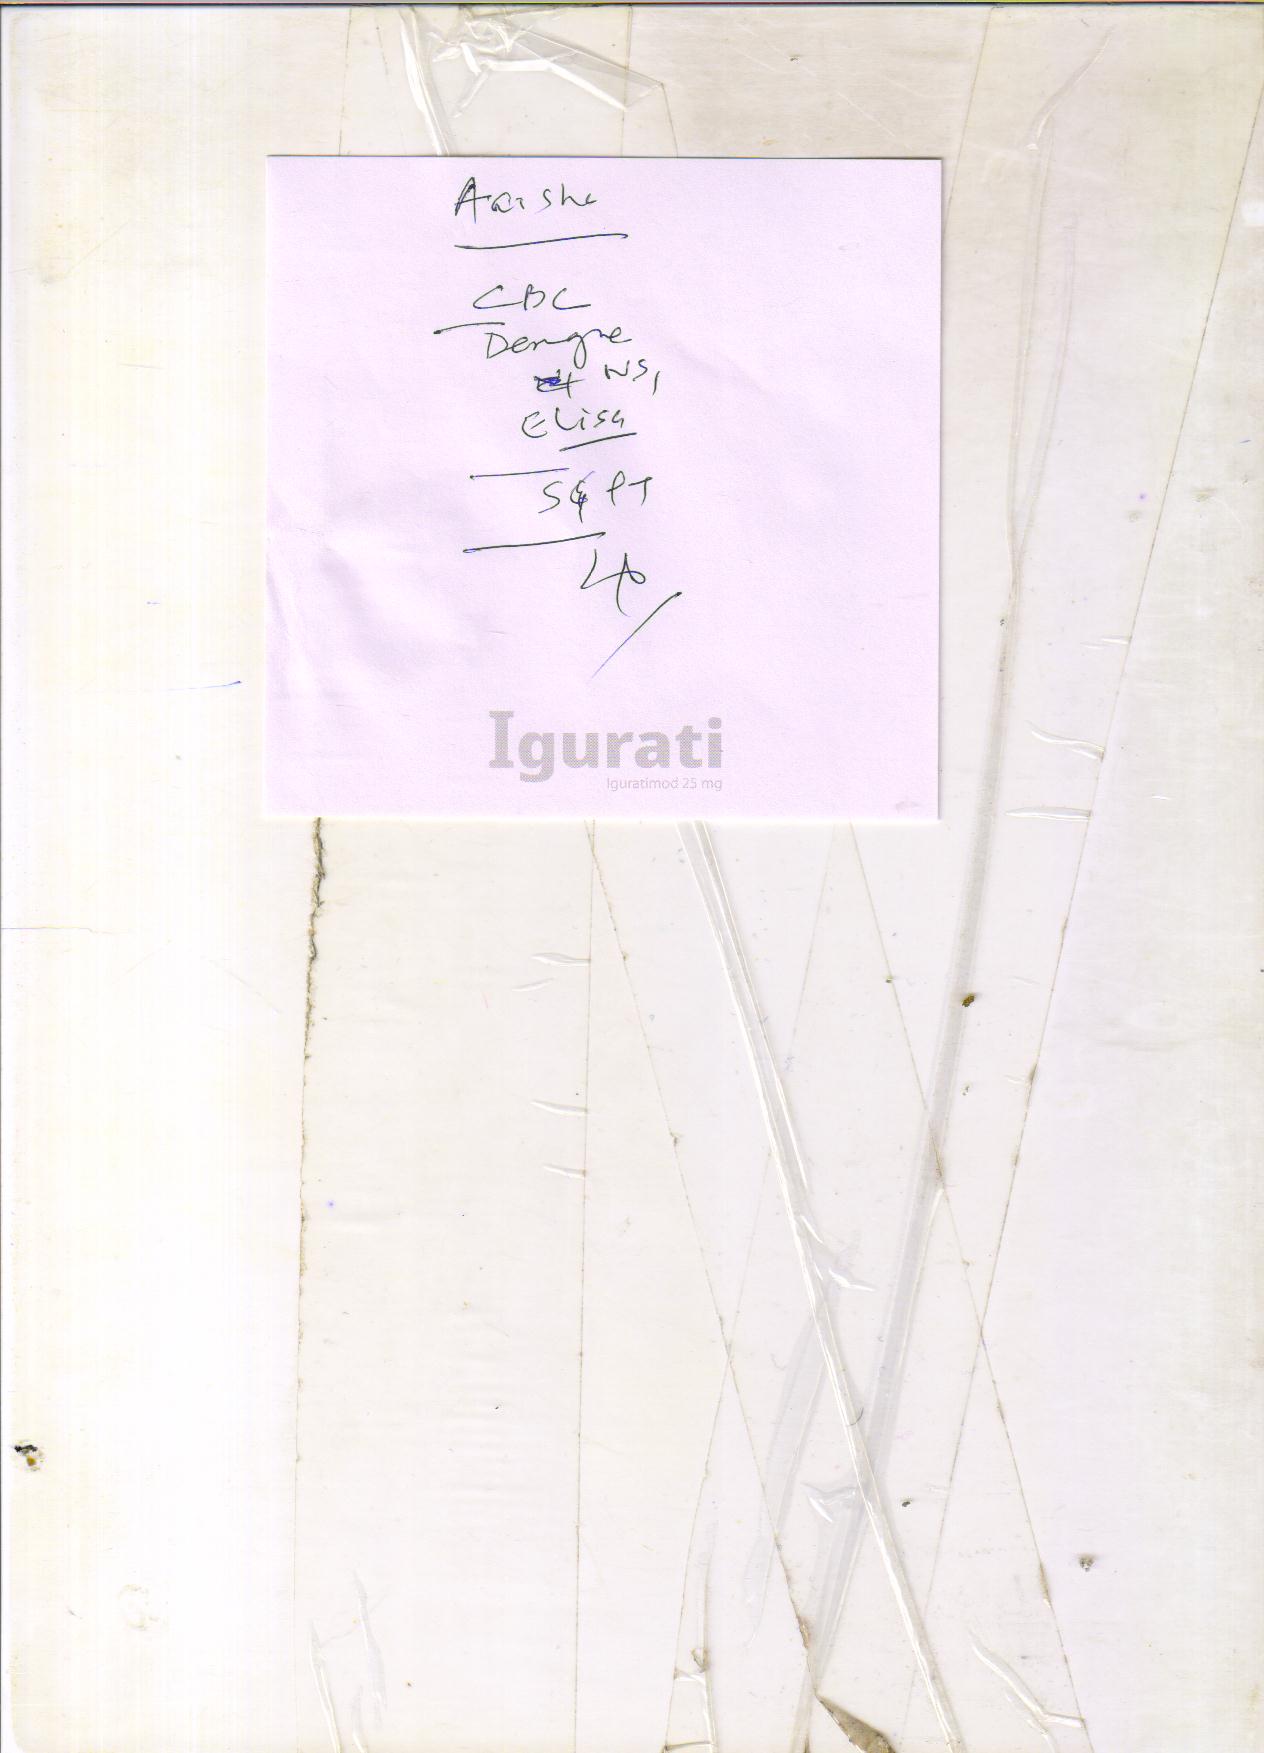 Aaisha
CBC
Dengue
NS1
Elisa
SGPT
Igurati
Iguratimod 25 mg